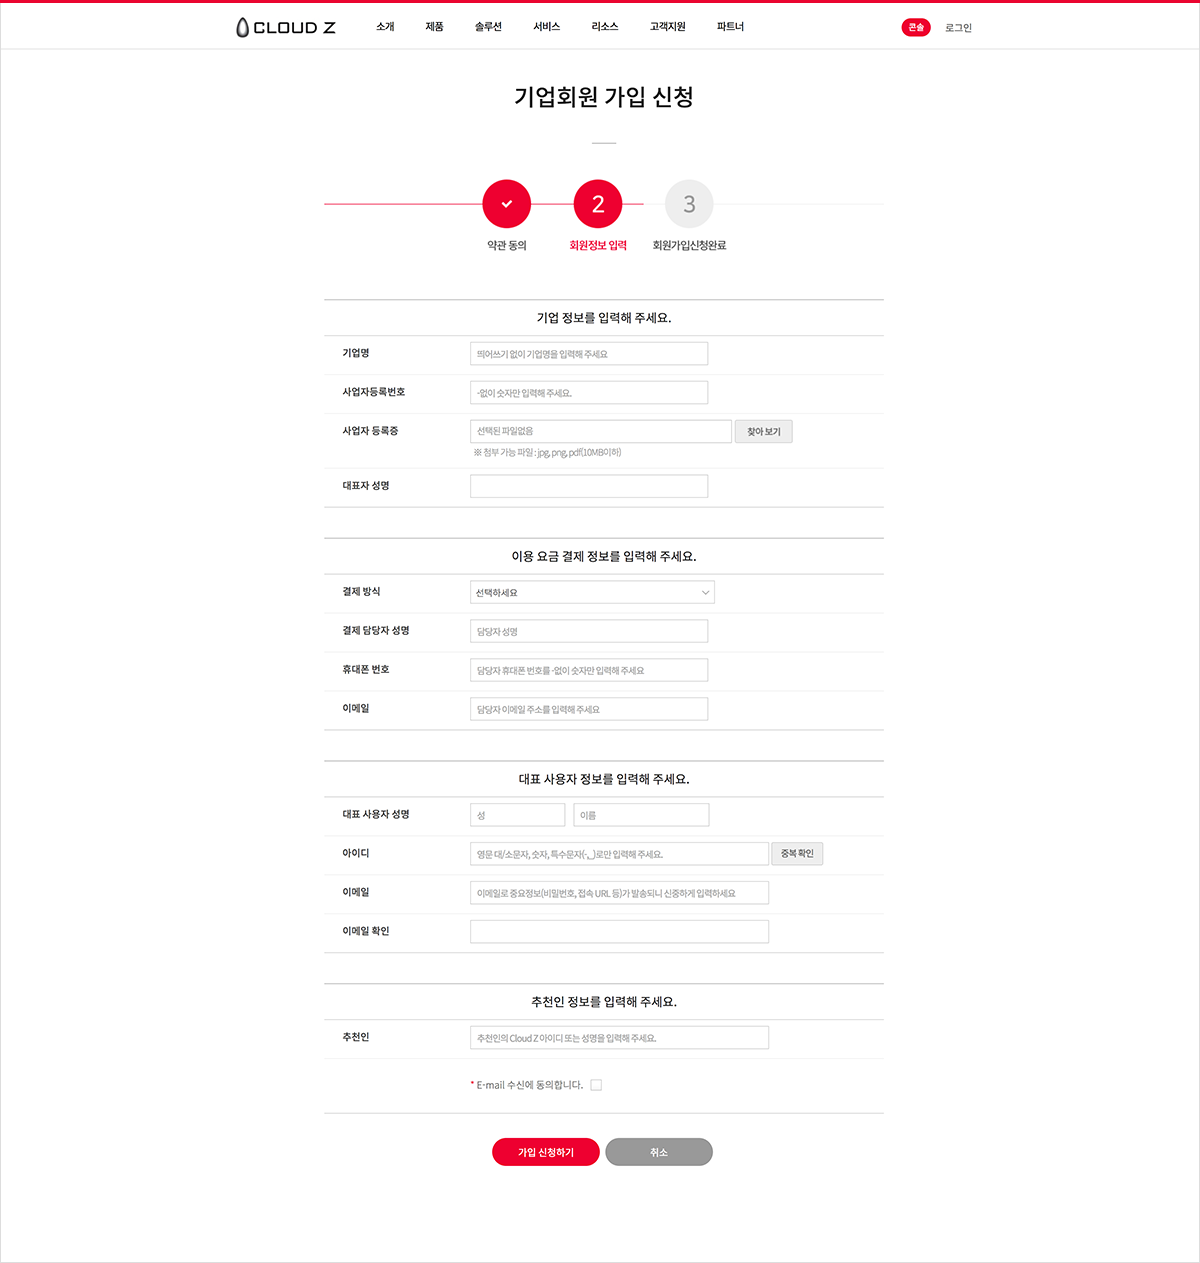 CLOUD Z 소개 제품 솔루션 서비스 리소스 고객지원 파트너 콘솔 로그인
기업회원 가입 신청
2 3
약관 동의 회원정보 입력 회원가입신청완료
기업 정보를 입력해 주세요.
기업명 띄어쓰기 없이 기업명을 입력해 주세요
사업자등록번호 -없이 숫자만 입력해 주세요.
사업자 등록증 선택된 파일없음 찾아 보기
※ 첨부 가능 파일 : jpg, png, pdf(10MB이하)
대표자 성명
이용 요금 결제 정보를 입력해 주세요.
결제 방식 선택하세요
결제 담당자 성명 담당자 성명
휴대폰 번호 담당자 휴대폰 번호를 -없이 숫자만 입력해 주세요
이메일 담당자 이메일 주소를 입력해 주세요
대표 사용자 정보를 입력해 주세요.
대표 사용자 성명 성 이름
아이디 영문 대/소문자, 숫자, 특수문자(-,_)로만 입력해 주세요. 중복 확인
이메일 이메일로 중요정보(비밀번호, 접속 URL 등)가 발송되니 신중하게 입력하세요
이메일 확인
추천인 정보를 입력해 주세요.
추천인 추천인의 Cloud Z 아이디 또는 성명을 입력해 주세요.
* E-mail 수신에 동의합니다.
가입 신청하기 취소